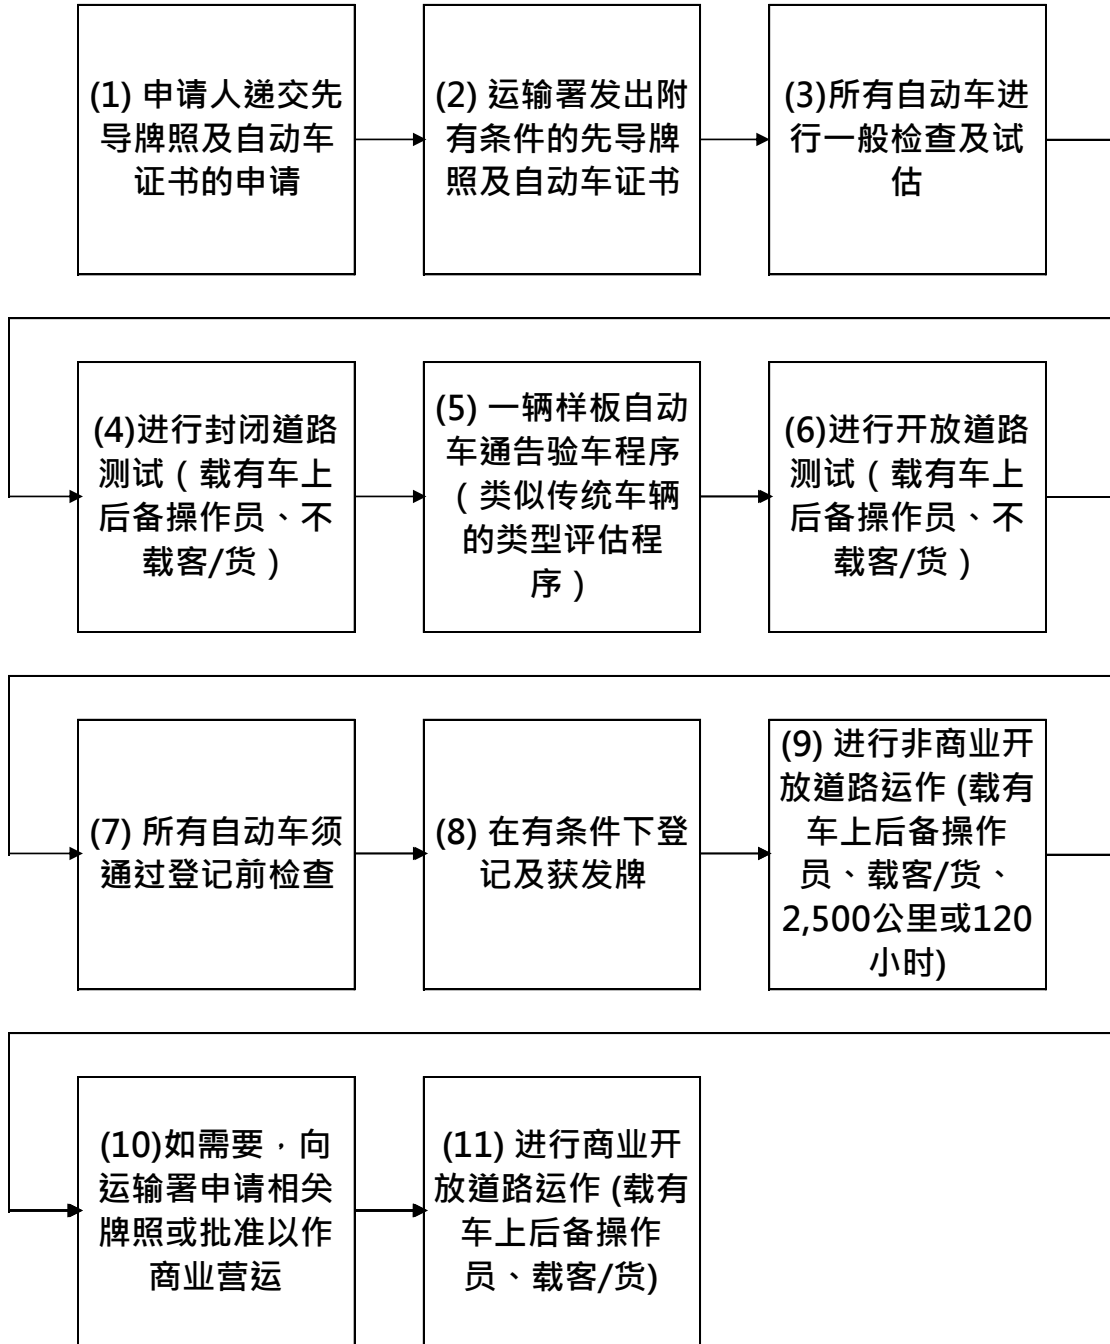 (1) 申请人递交先
导牌照及自动车
证书的申请
(2) 运输署发出附
有条件的先导牌
照及自动车证书
(3)所有自动车进
行一般检查及试
估
(4)进行封闭道路
测试（载有车上
后备操作员、不
载客/货）
(5) 一辆样板自动
车通告验车程序
（类似传统车辆
的类型评估程
序）
(6)进行开放道路
测试（载有车上
后备操作员、不
载客/货）
(7) 所有自动车须
通过登记前检查
(8) 在有条件下登
记及获发牌
(9) 进行非商业开
放道路运作 (载有
车上后备操作
员、载客/货、
2,500公里或120
小时)
(10)如需要，向
运输署申请相关
牌照或批准以作
商业营运
(11) 进行商业开
放道路运作 (载有
车上后备操作
员、载客/货)